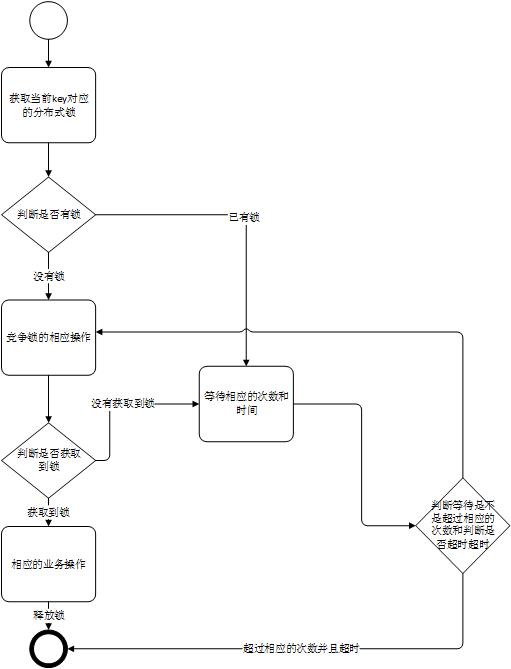 获取当前key对应
的分布式锁
判断是否有锁
已有锁
没有锁
竞争锁的相应操作
等待相应的次数和
时间
没有获取到锁
判断是否获取
到锁
判断等待是不
是超过相应的
次数和判断是
否超时超时
获取到锁
相应的业务操作
释放锁
超过相应的次数并且超时